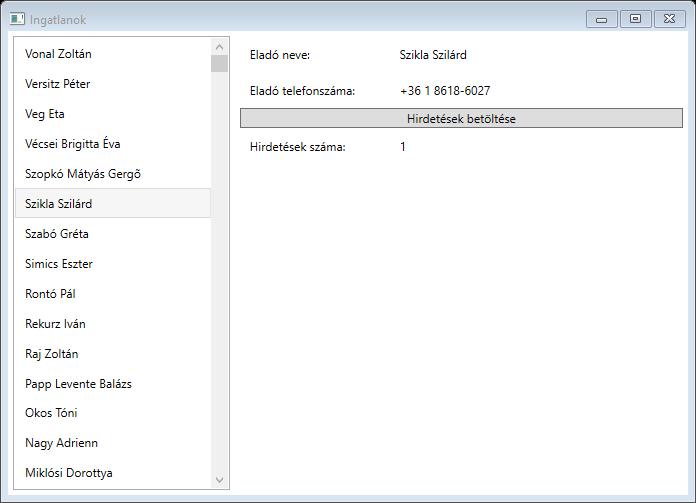 Ingatlanok
Vonal Zoltán
Versitz Péter
Veg Eta
Vécsei Brigitta Éva
Szopkó Mátyás Gergő
Szikla Szilárd
Szabó Gréta
Simics Eszter
Rontó Pál
Rekurz Iván
Raj Zoltán
Papp Levente Balázs
Okos Tóni
Nagy Adrienn
Miklósi Dorottya
Eladó neve: Szikla Szilárd
Eladó telefonszáma: +36 1 8618-6027
Hirdetések betöltése
Hirdetések száma: 1